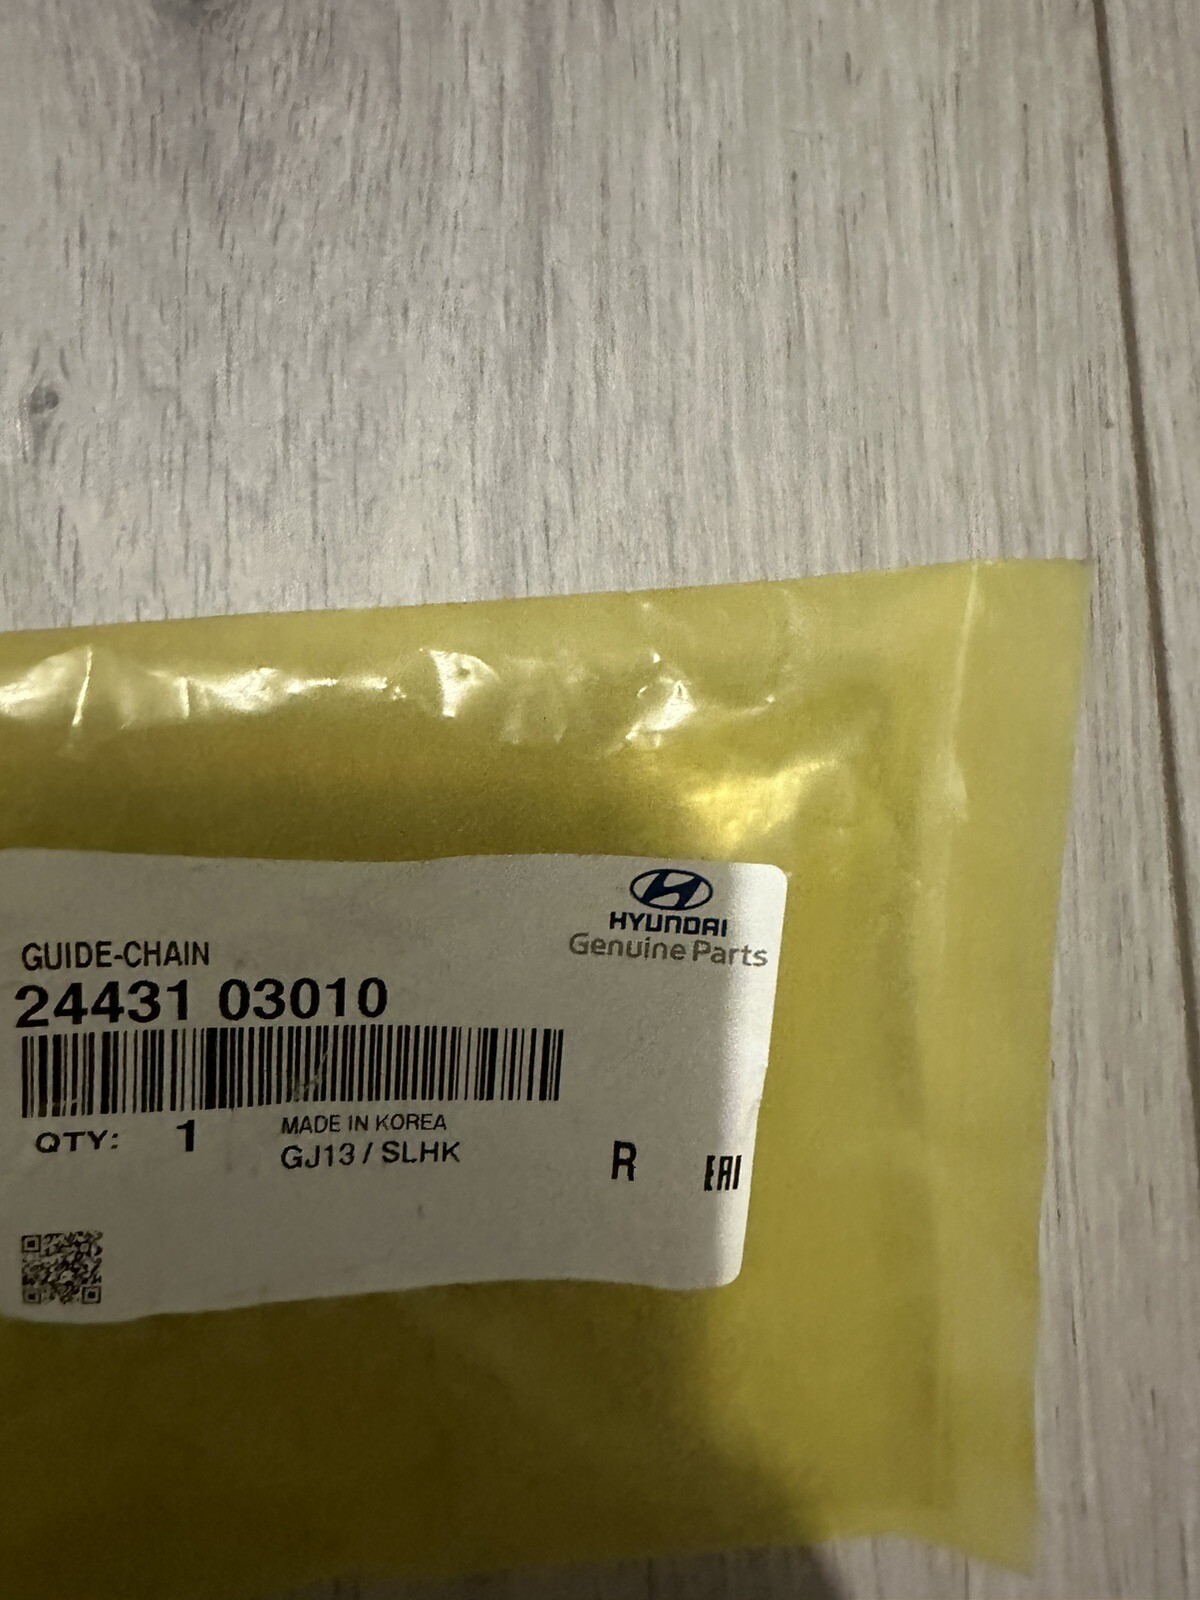 HYUNDAI
Genuine Parts
GUIDE-CHAIN
24431 03010
QTY: 1
MADE IN KOREA
GJ13 / SLHK
R
EAC